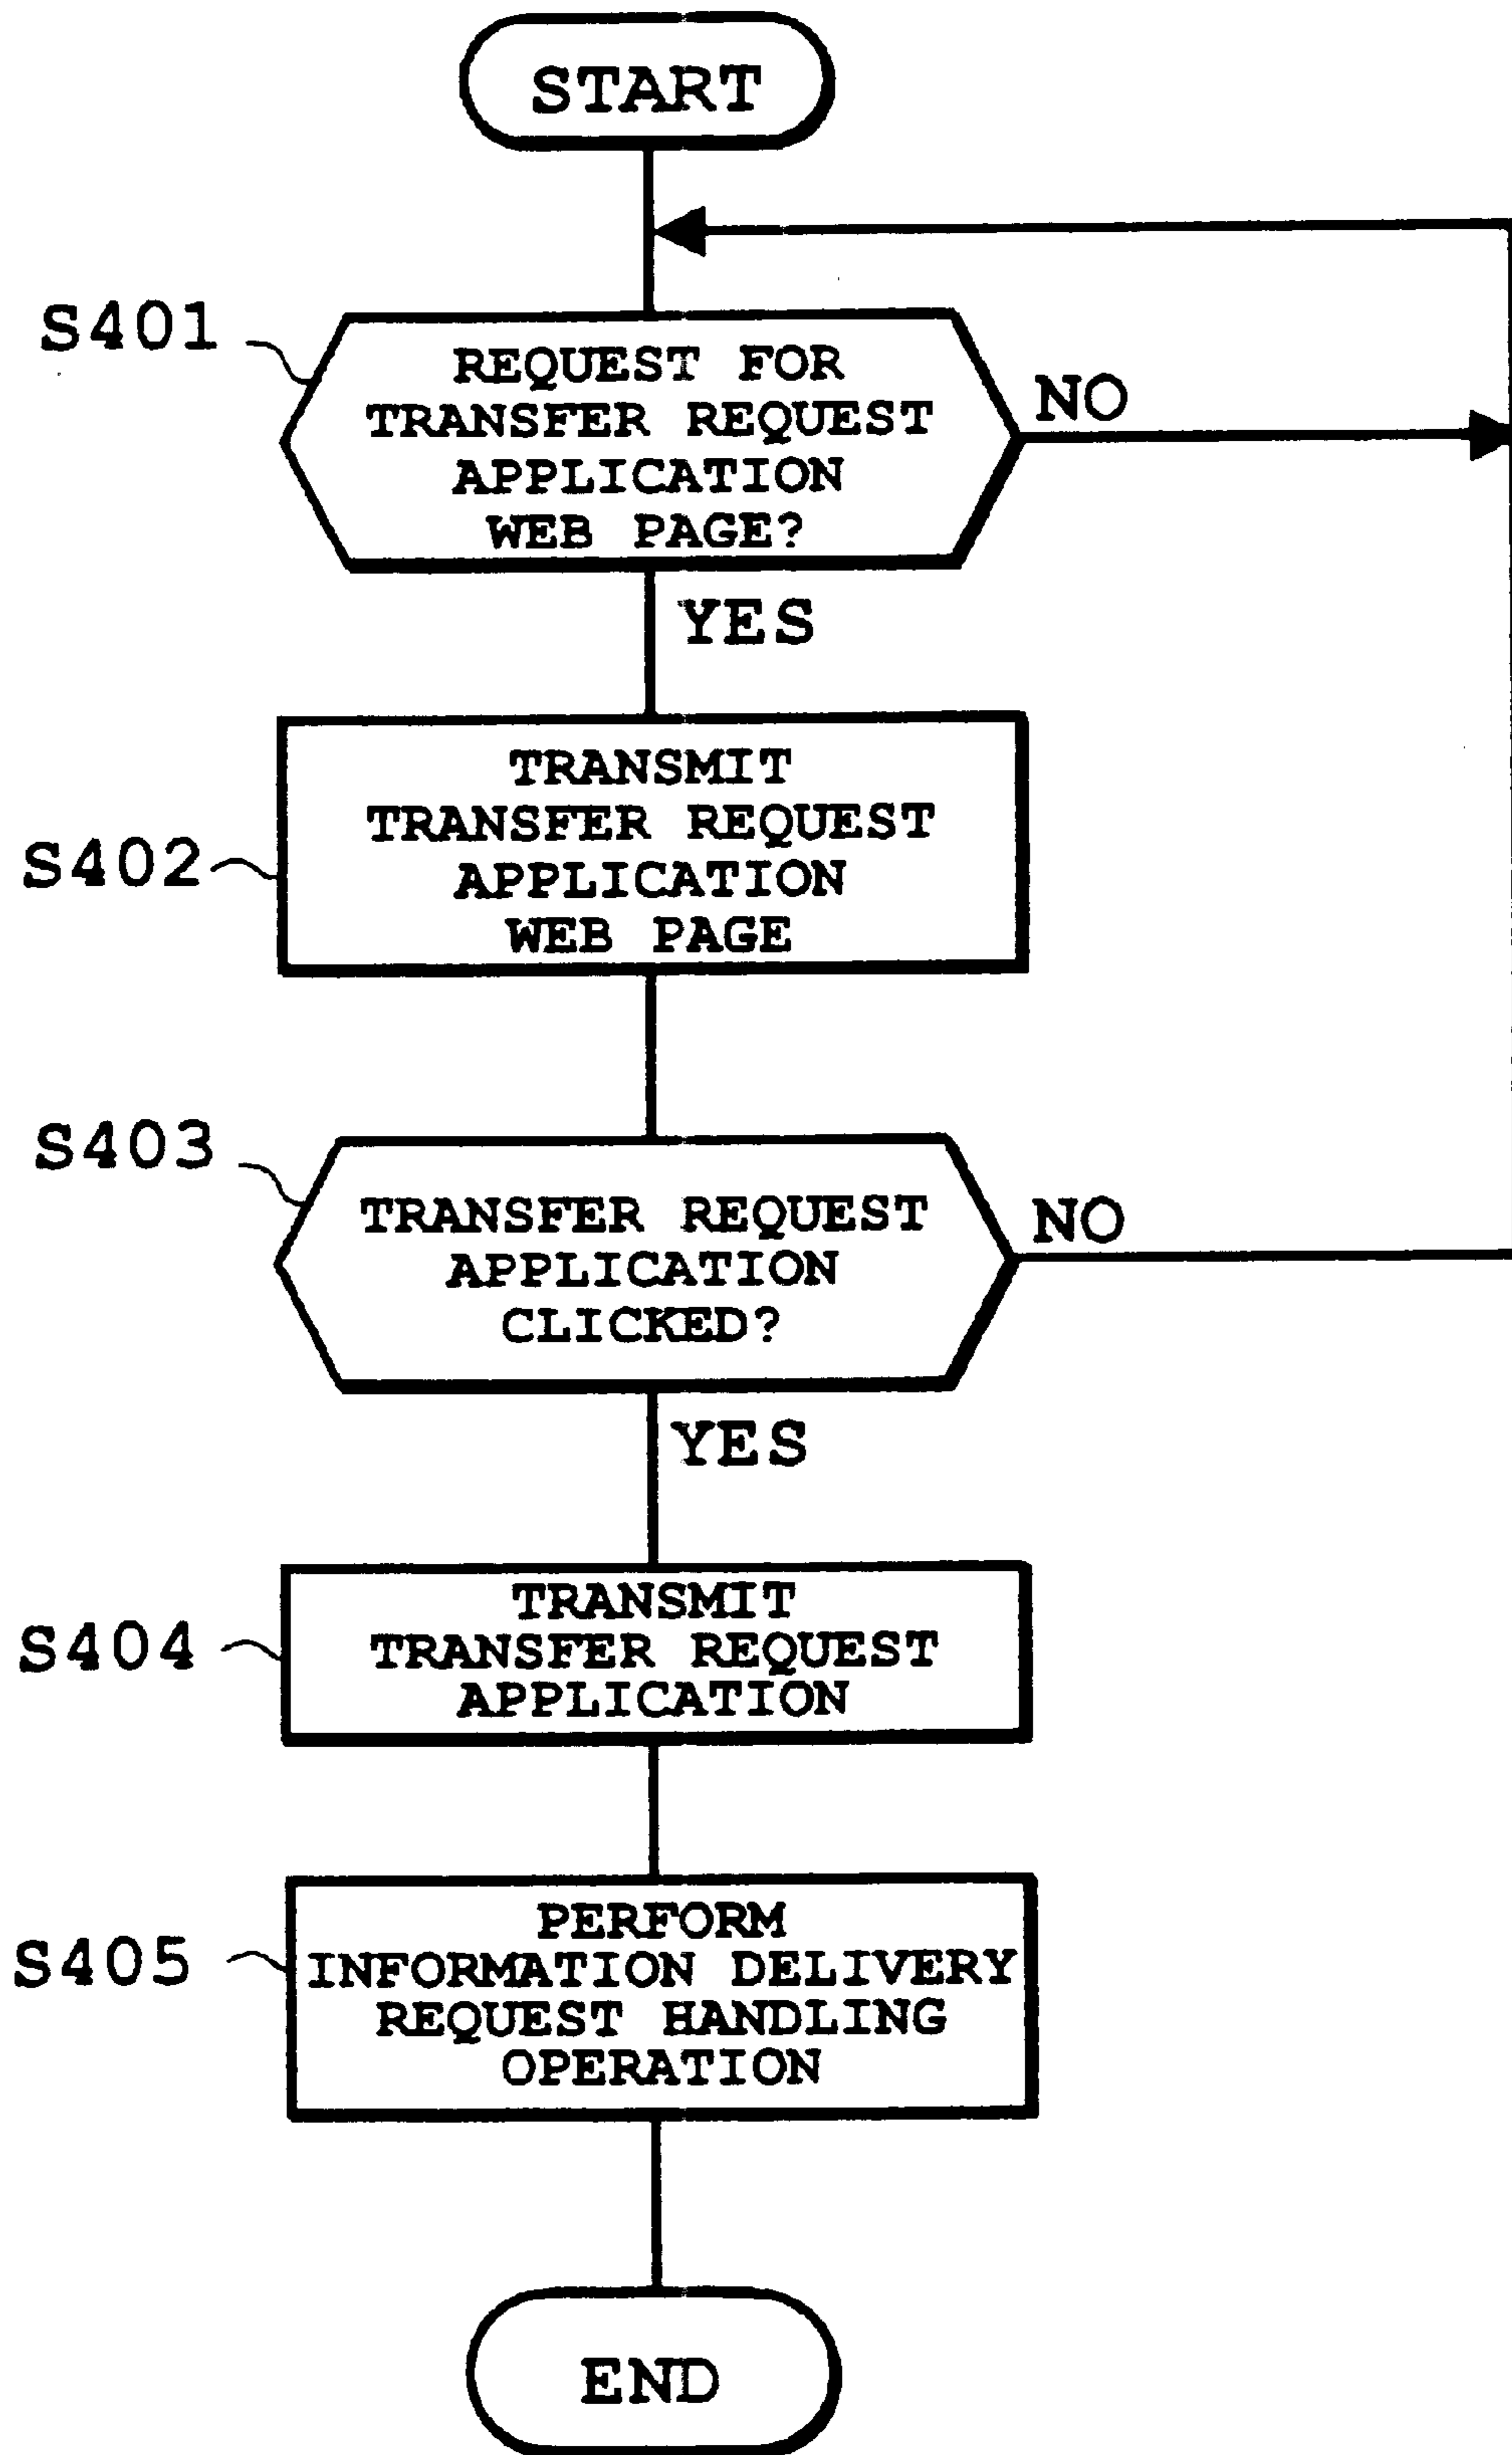 START
S401
REQUEST FOR
TRANSFER REQUEST
APPLICATION
WEB PAGE?
NO
YES
S402
TRANSMIT
TRANSFER REQUEST
APPLICATION
WEB PAGE
S403
TRANSFER REQUEST
APPLICATION
CLICKED?
NO
YES
S404
TRANSMIT
TRANSFER REQUEST
APPLICATION
S405
PERFORM
INFORMATION DELIVERY
REQUEST HANDLING
OPERATION
END